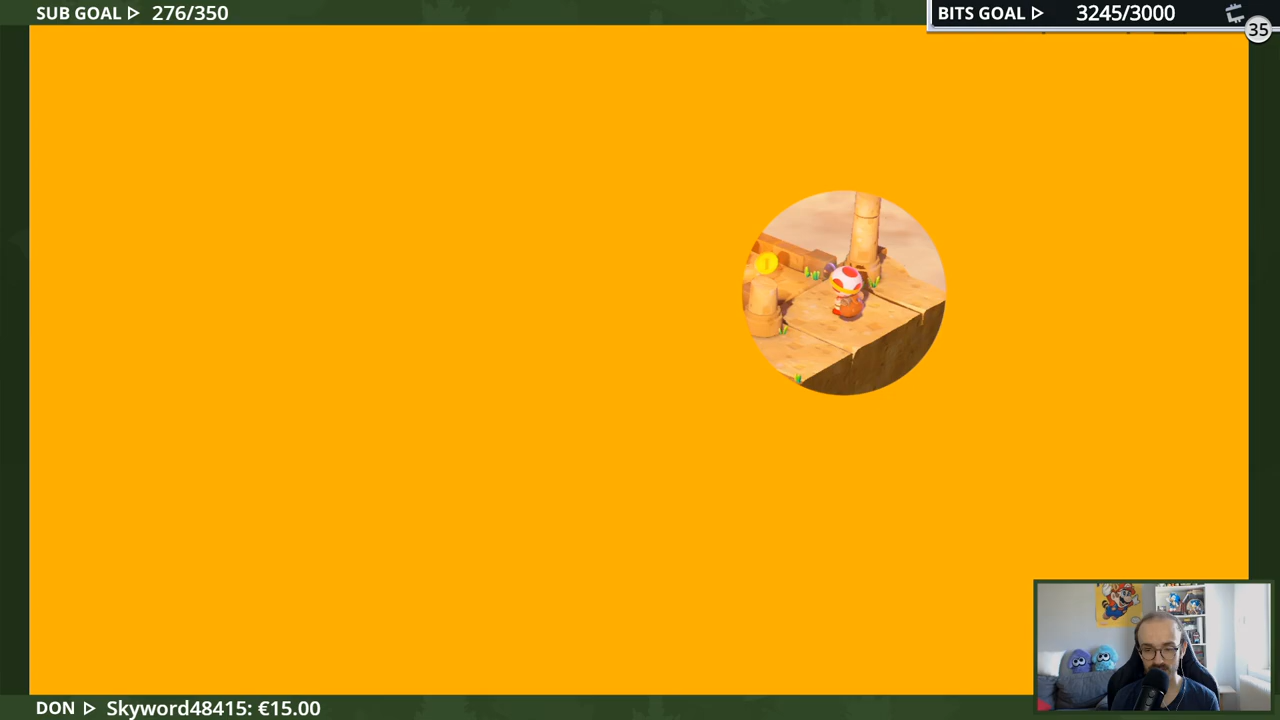 SUB GOAL ▷ 276/350
BITS GOAL ▷ 3245/3000
35
DON ▷ Skyword48415: €15.00